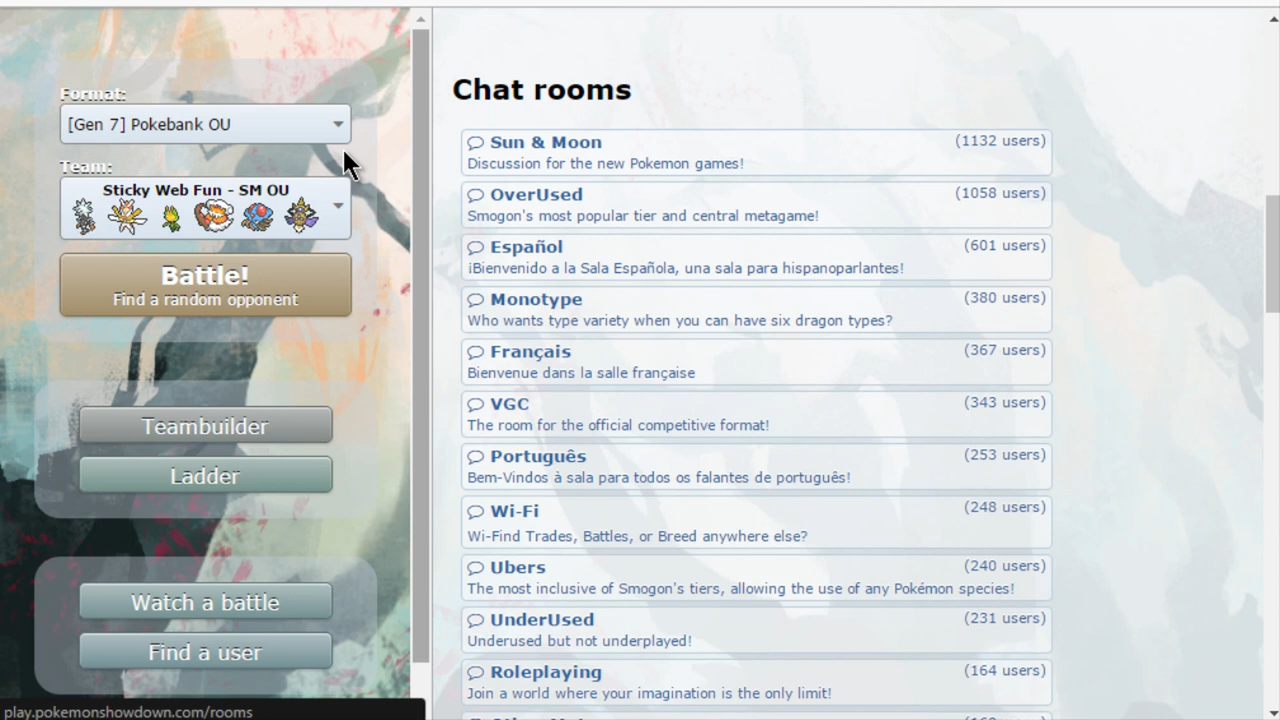 Format:
[Gen 7] Pokebank OU
Team:
Sticky Web Fun - SM OU
Battle!
Find a random opponent
Teambuilder
Ladder
Watch a battle
Find a user
play.pokemonshowdown.com/rooms
Chat rooms
Sun & Moon (1132 users)
Discussion for the new Pokemon games!
OverUsed (1058 users)
Smogon's most popular tier and central metagame!
Español (601 users)
¡Bienvenido a la Sala Española, una sala para hispanoparlantes!
Monotype (380 users)
Who wants type variety when you can have six dragon types?
Français (367 users)
Bienvenue dans la salle française
VGC (343 users)
The room for the official competitive format!
Português (253 users)
Bem-Vindos à sala para todos os falantes de português!
Wi-Fi (248 users)
Wi-Find Trades, Battles, or Breed anywhere else?
Ubers (240 users)
The most inclusive of Smogon's tiers, allowing the use of any Pokémon species!
UnderUsed (231 users)
Underused but not underplayed!
Roleplaying (164 users)
Join a world where your imagination is the only limit!